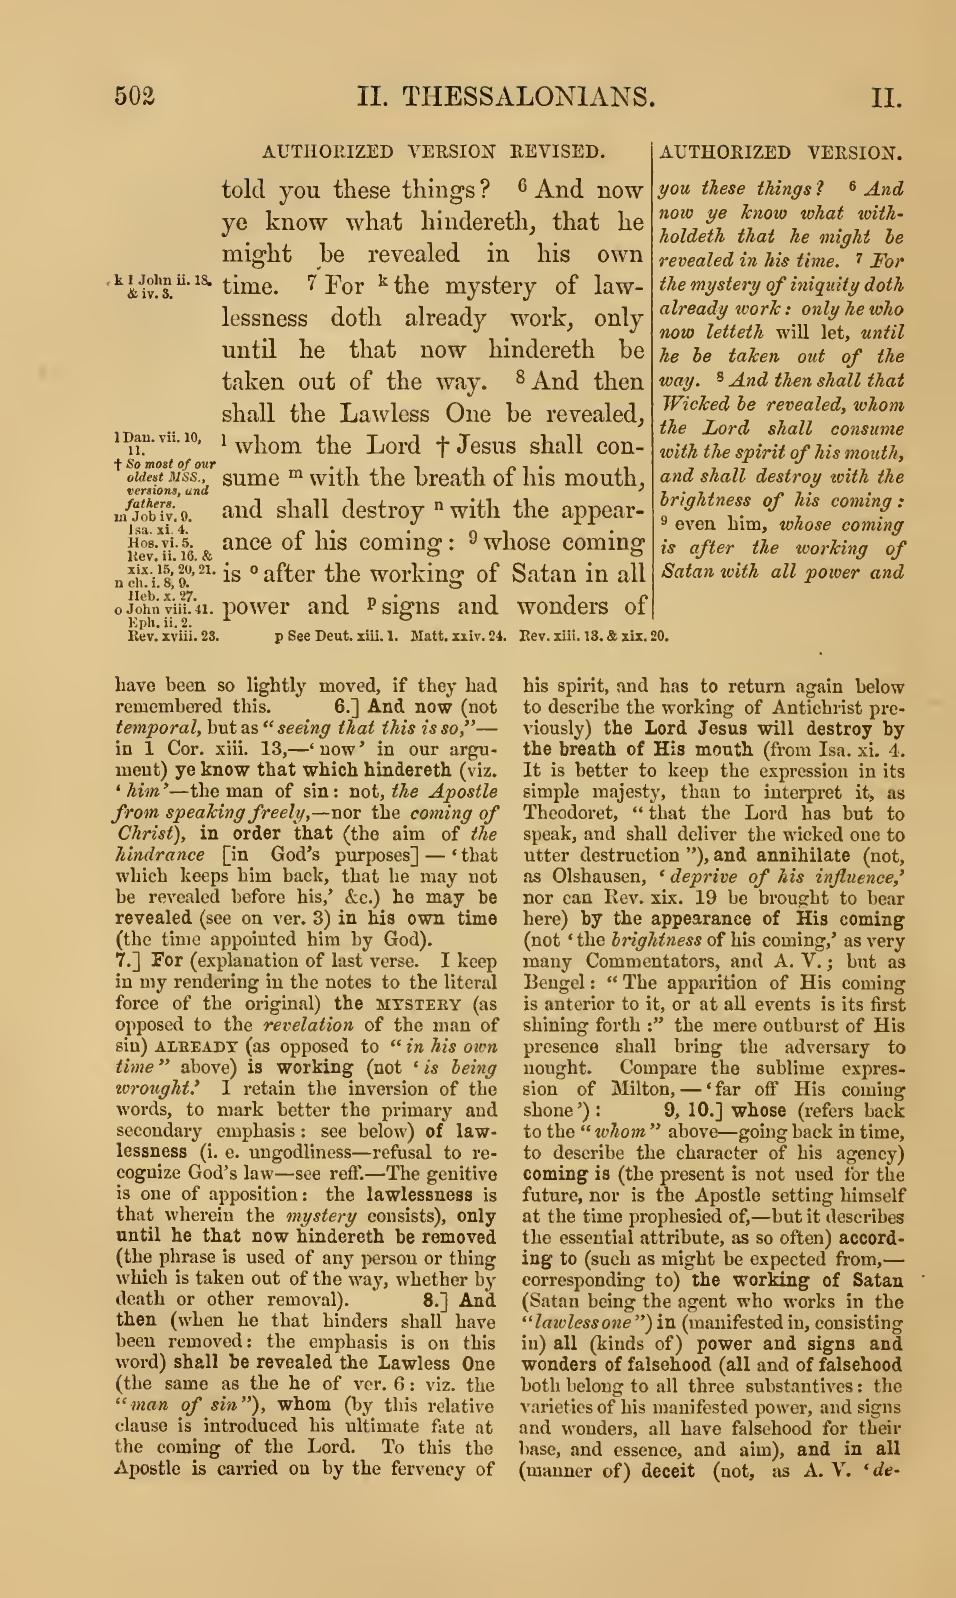 502 II. THESSALONIANS. II.
AUTHORIZED VERSION REVISED.
told you these things? 6 And now
ye know what hindereth, that he
might be revealed in his own
time. 7 For k the mystery of law-
lessness doth already work, only
until he that now hindereth be
taken out of the way. 8 And then
shall the Lawless One be revealed,
l whom the Lord † Jesus shall con-
sume m with the breath of his mouth,
and shall destroy n with the appear-
ance of his coming: 9 whose coming
is o after the working of Satan in all
power and p signs and wonders of
k 1 John ii. 18.
& iv. 3.
l Dan. vii. 10,
11.
† So most of our
oldest MSS.,
versions, and
fathers.
m Job iv. 9.
Isa. xi. 4.
Hos. vi. 5.
Rev. ii. 16. &
xix. 15, 20, 21.
n ch. i. 8, 9.
Heb. x. 27.
o John viii. 41.
Eph. ii. 2.
Rev. xviii. 23.
p See Deut. xiii. 1. Matt. xxiv. 24. Rev. xiii. 13. & xix. 20.
AUTHORIZED VERSION.
you these things? 6 And
now ye know what with-
holdeth that he might be
revealed in his time. 7 For
the mystery of iniquity doth
already work: only he who
now letteth will let, until
he be taken out of the
way. 8 And then shall that
Wicked be revealed, whom
the Lord shall consume
with the spirit of his mouth,
and shall destroy with the
brightness of his coming:
9 even him, whose coming
is after the working of
Satan with all power and
have been so lightly moved, if they had
remembered this. 6.] And now (not
temporal, but as “seeing that this is so,”—
in 1 Cor. xiii. 13,—‘now’ in our argu-
ment) ye know that which hindereth (viz.
‘him’—the man of sin: not, the Apostle
from speaking freely,—nor the coming of
Christ), in order that (the aim of the
hindrance [in God’s purposes] — ‘that
which keeps him back, that he may not
be revealed before his,’ &c.) he may be
revealed (see on ver. 3) in his own time
(the time appointed him by God).
7.] For (explanation of last verse. I keep
in my rendering in the notes to the literal
force of the original) the MYSTERY (as
opposed to the revelation of the man of
sin) ALREADY (as opposed to “in his own
time” above) is working (not ‘is being
wrought.’ I retain the inversion of the
words, to mark better the primary and
secondary emphasis: see below) of law-
lessness (i. e. ungodliness—refusal to re-
cognize God’s law—see reff.—The genitive
is one of apposition: the lawlessness is
that wherein the mystery consists), only
until he that now hindereth be removed
(the phrase is used of any person or thing
which is taken out of the way, whether by
death or other removal). 8.] And
then (when he that hinders shall have
been removed: the emphasis is on this
word) shall be revealed the Lawless One
(the same as the he of ver. 6: viz. the
“man of sin”), whom (by this relative
clause is introduced his ultimate fate at
the coming of the Lord. To this the
Apostle is carried on by the fervency of
his spirit, and has to return again below
to describe the working of Antichrist pre-
viously) the Lord Jesus will destroy by
the breath of His mouth (from Isa. xi. 4.
It is better to keep the expression in its
simple majesty, than to interpret it, as
Theodoret, “that the Lord has but to
speak, and shall deliver the wicked one to
utter destruction”), and annihilate (not,
as Olshausen, ‘deprive of his influence,’
nor can Rev. xix. 19 be brought to bear
here) by the appearance of His coming
(not ‘the brightness of his coming,’ as very
many Commentators, and A. V.; but as
Bengel: “The apparition of His coming
is anterior to it, or at all events is its first
shining forth:” the mere outburst of His
presence shall bring the adversary to
nought. Compare the sublime expres-
sion of Milton, — ‘far off His coming
shone’): 9, 10.] whose (refers back
to the “whom” above—going back in time,
to describe the character of his agency)
coming is (the present is not used for the
future, nor is the Apostle setting himself
at the time prophesied of,—but it describes
the essential attribute, as so often) accord-
ing to (such as might be expected from,—
corresponding to) the working of Satan
(Satan being the agent who works in the
“lawless one”) in (manifested in, consisting
in) all (kinds of) power and signs and
wonders of falsehood (all and of falsehood
both belong to all three substantives: the
varieties of his manifested power, and signs
and wonders, all have falsehood for their
base, and essence, and aim), and in all
(manner of) deceit (not, as A. V. ‘de-